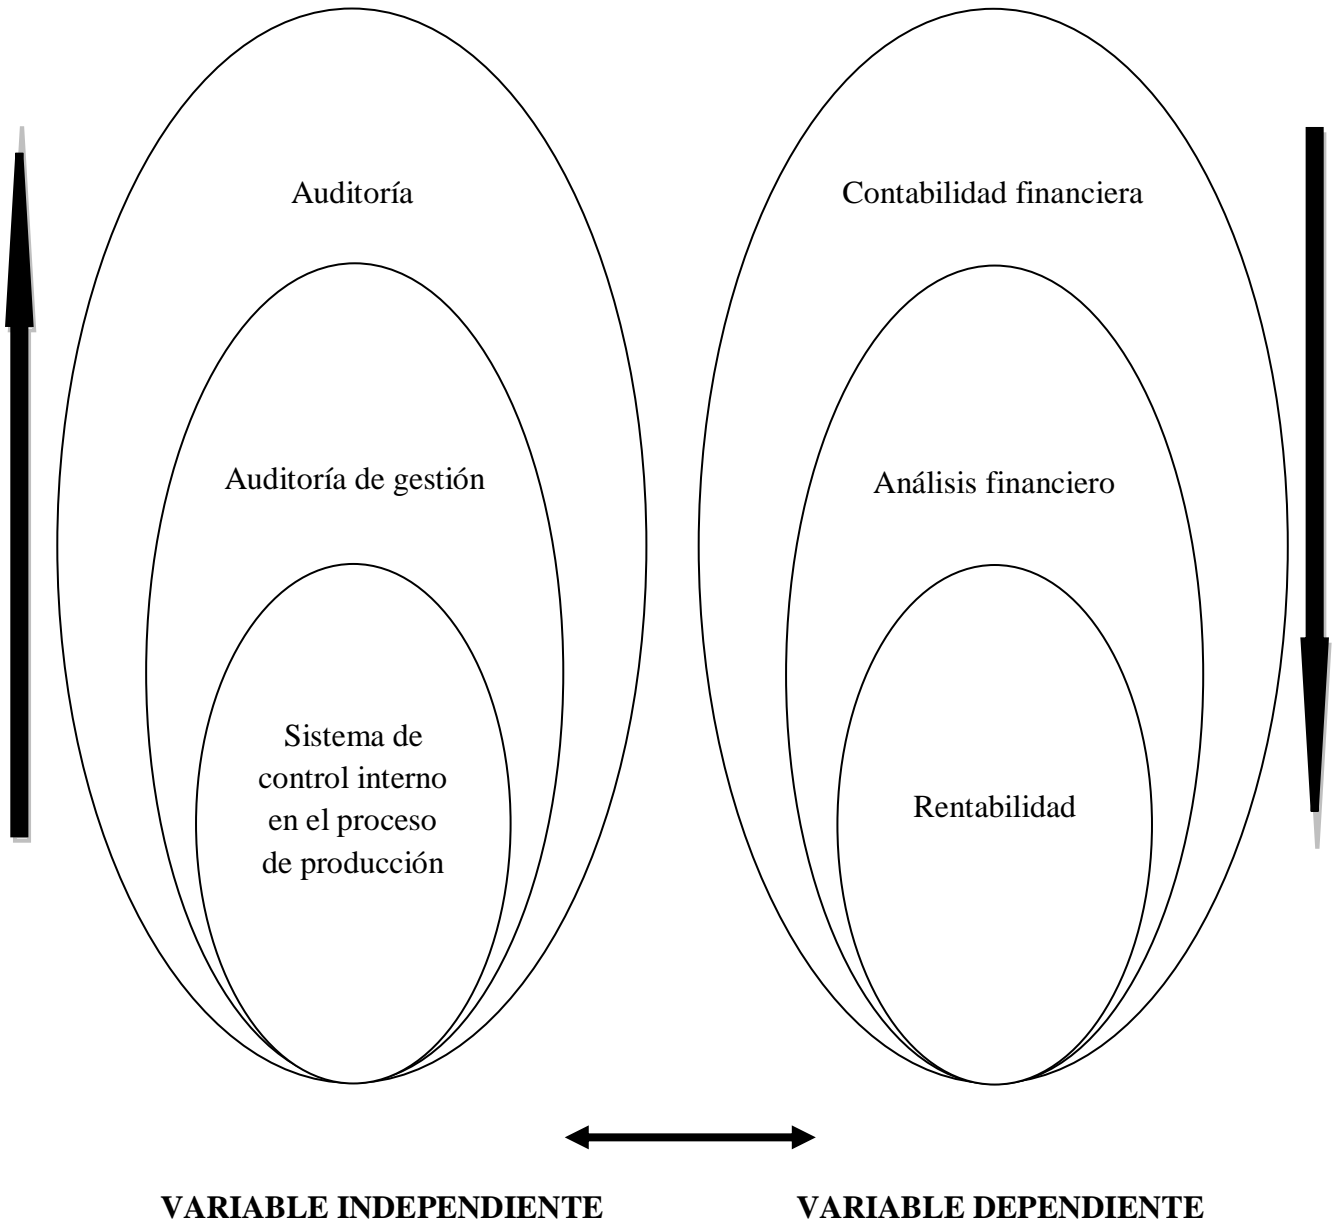 Auditoría
Contabilidad financiera
Auditoría de gestión
Análisis financiero
Sistema de
control interno
en el proceso
de producción
Rentabilidad
VARIABLE INDEPENDIENTE
VARIABLE DEPENDIENTE